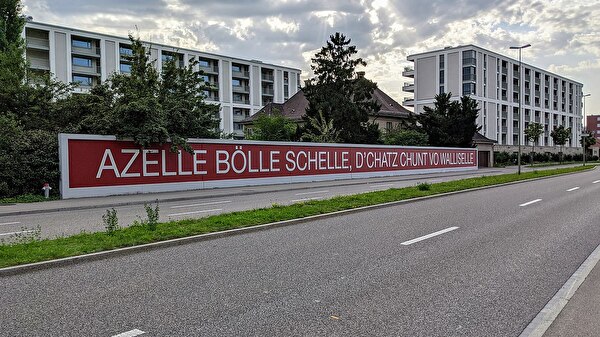 AZELLE BÖLLE SCHELLE, D'CHATZ CHUNT VO WALLISELLE